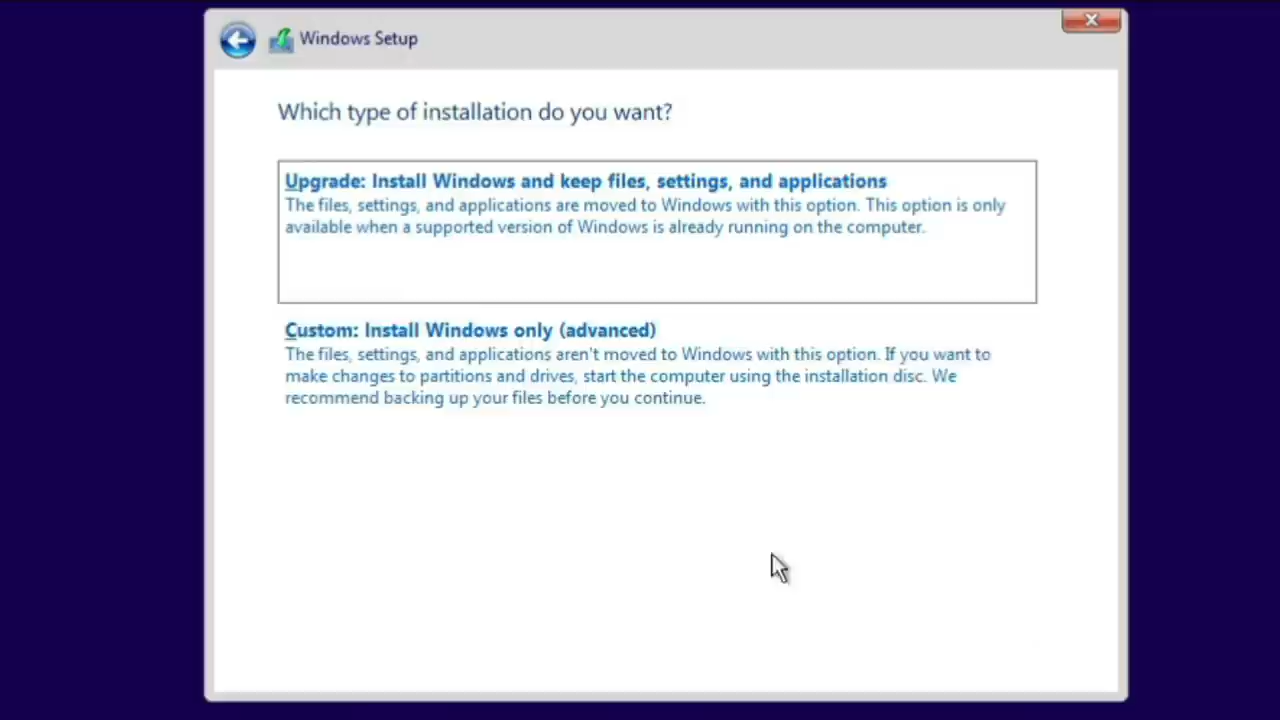 Windows Setup
Which type of installation do you want?
Upgrade: Install Windows and keep files, settings, and applications
The files, settings, and applications are moved to Windows with this option. This option is only
available when a supported version of Windows is already running on the computer.
Custom: Install Windows only (advanced)
The files, settings, and applications aren't moved to Windows with this option. If you want to
make changes to partitions and drives, start the computer using the installation disc. We
recommend backing up your files before you continue.